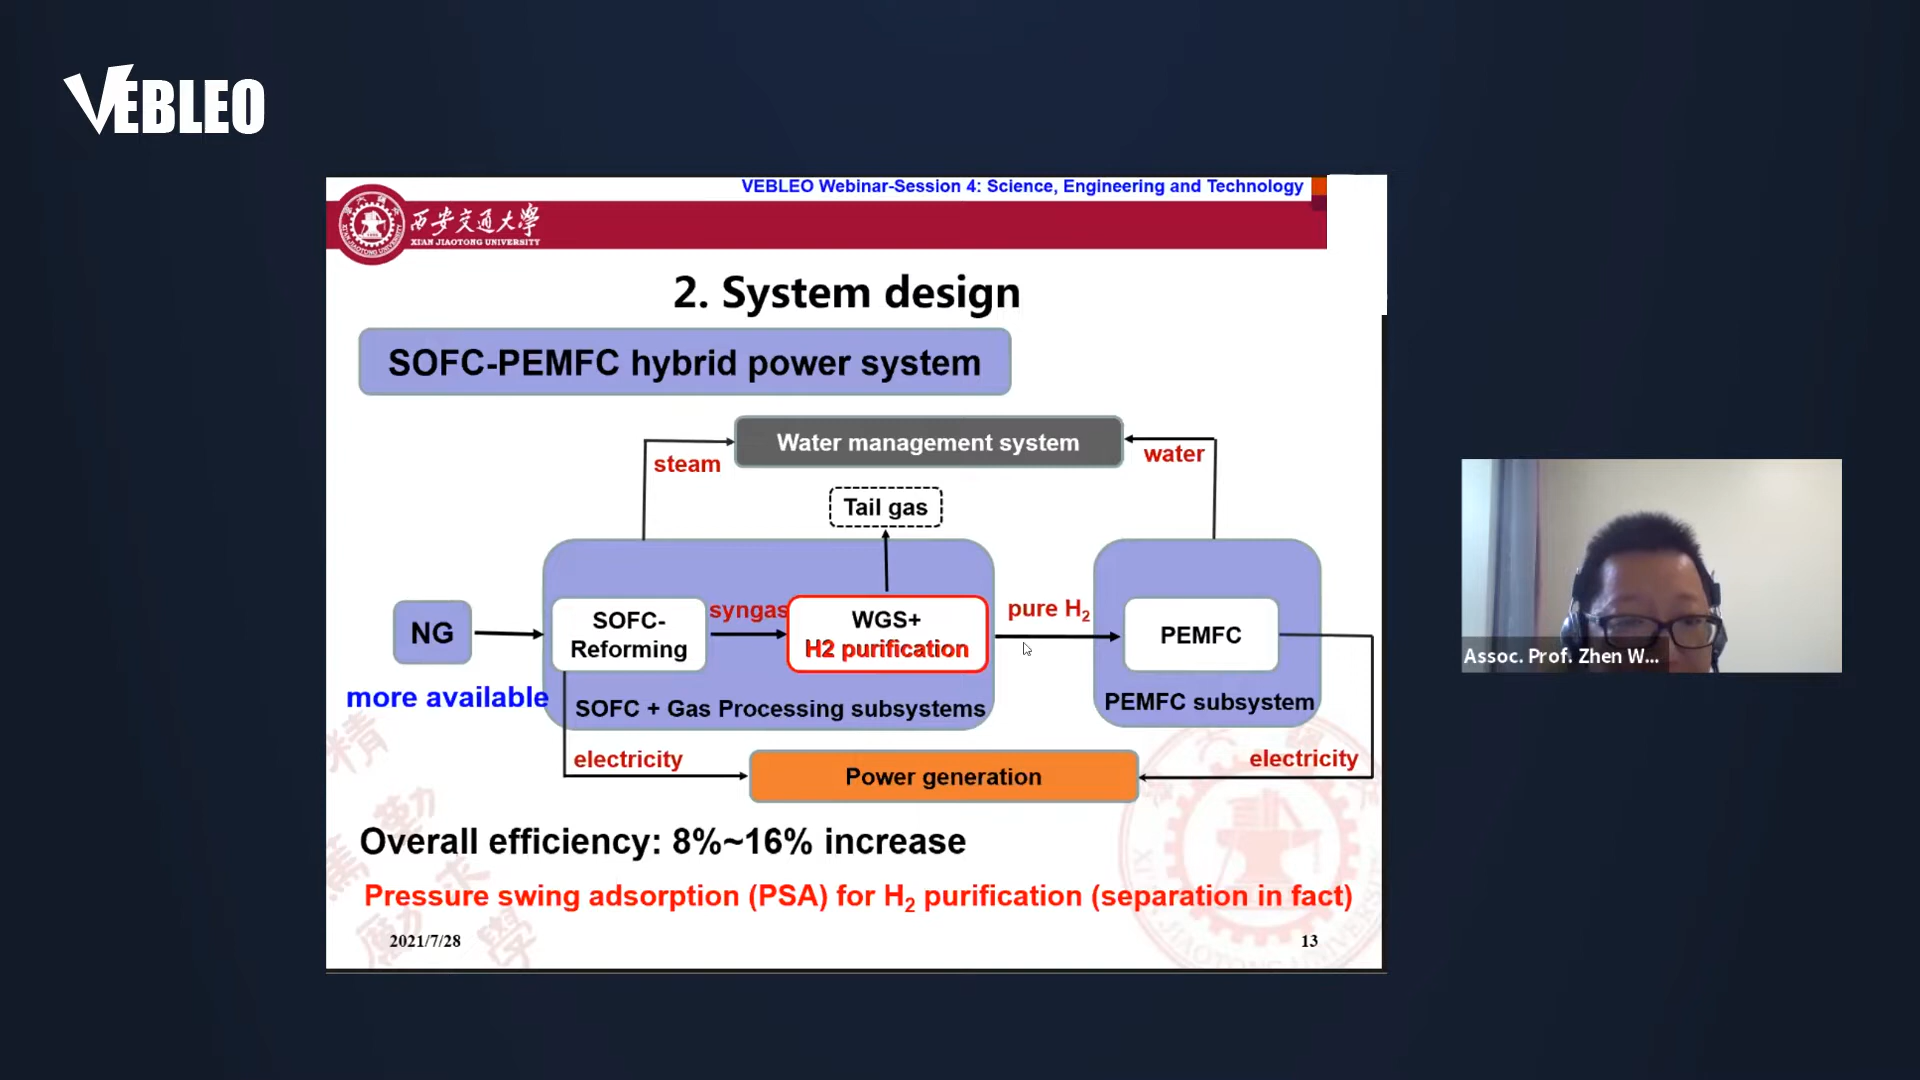 VEBLEO
VEBLEO Webinar-Session 4: Science, Engineering and Technology
西安交通大學
XI'AN JIAOTONG UNIVERSITY
2. System design
SOFC-PEMFC hybrid power system
Water management system
steam
water
Tail gas
NG
SOFC-
Reforming
syngas
WGS+
H2 purification
pure H₂
PEMFC
more available
SOFC + Gas Processing subsystems
PEMFC subsystem
electricity
Power generation
electricity
Overall efficiency: 8%~16% increase
Pressure swing adsorption (PSA) for H₂ purification (separation in fact)
2021/7/28
13
Assoc. Prof. Zhen W...